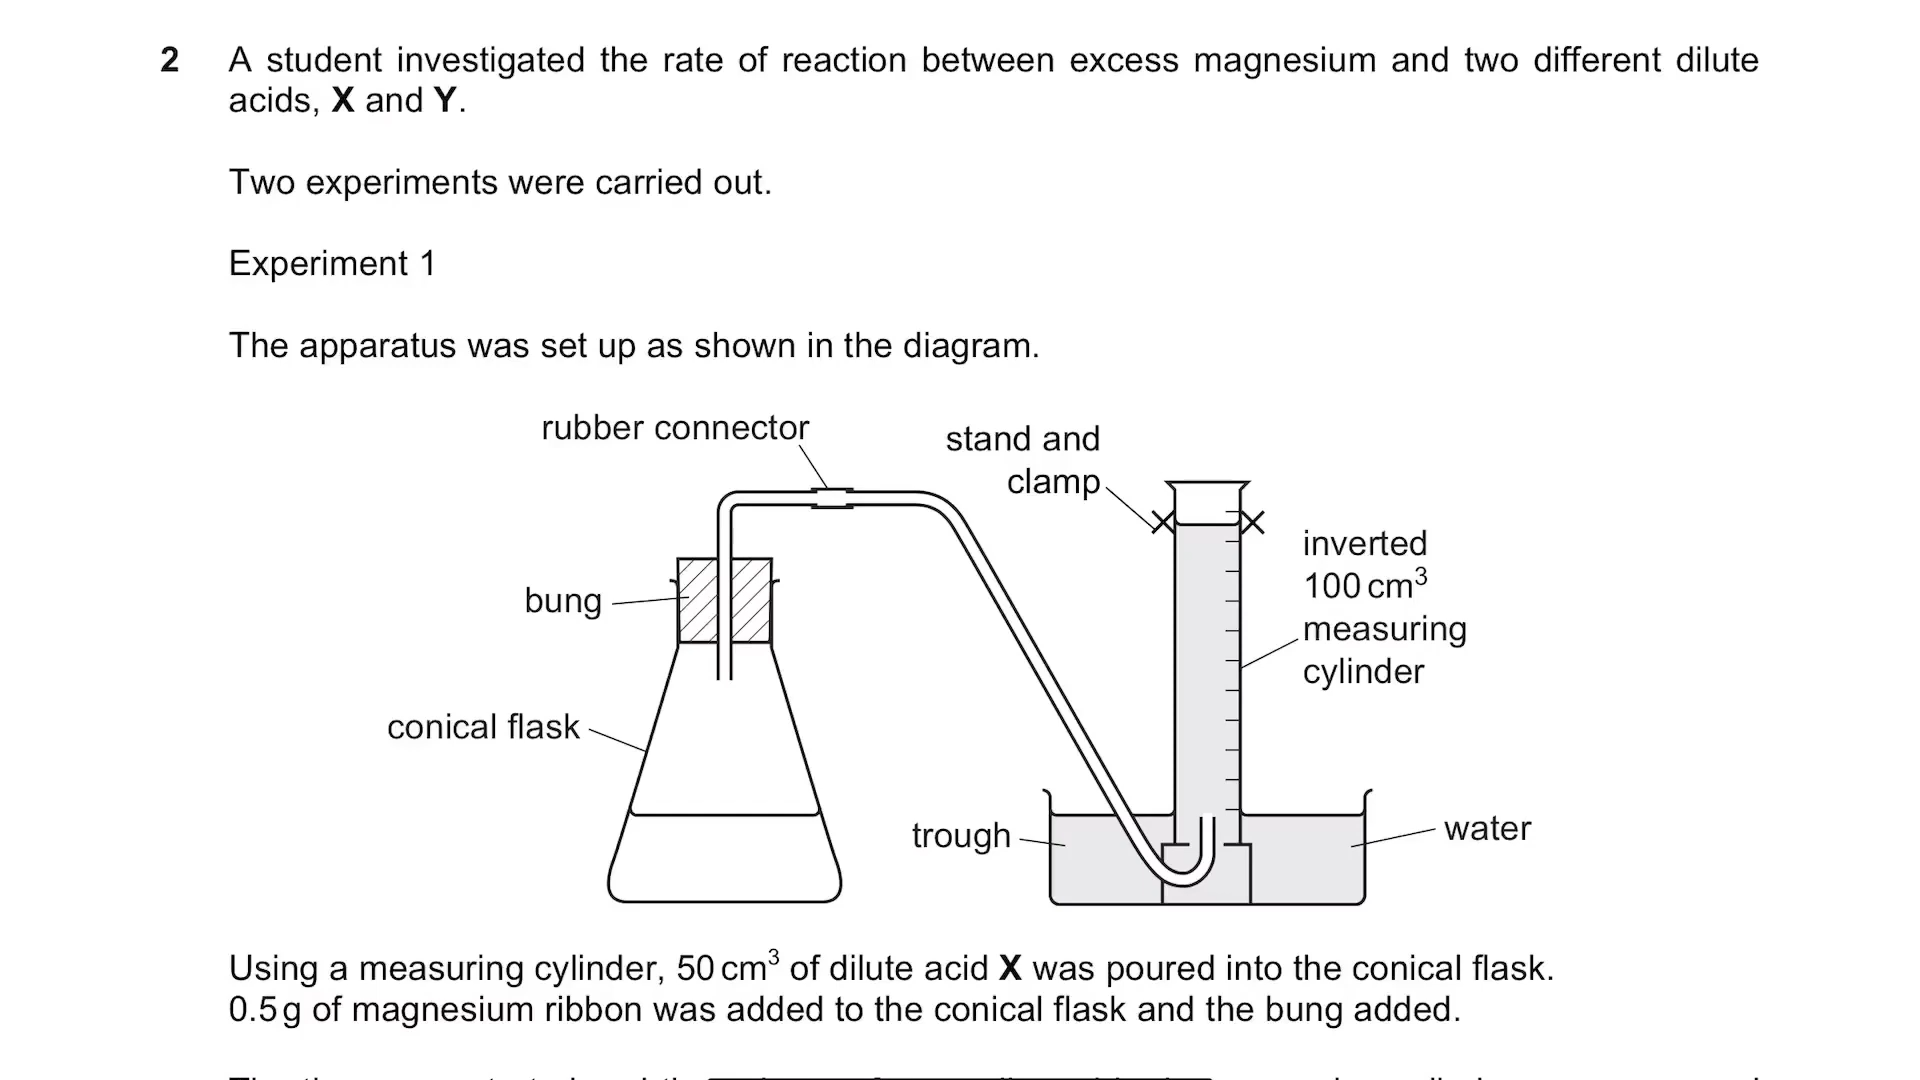 2 A student investigated the rate of reaction between excess magnesium and two different dilute
acids, X and Y.
Two experiments were carried out.
Experiment 1
The apparatus was set up as shown in the diagram.
rubber connector
stand and
clamp
inverted
100 cm³
measuring
cylinder
bung
conical flask
trough
water
Using a measuring cylinder, 50 cm³ of dilute acid X was poured into the conical flask.
0.5 g of magnesium ribbon was added to the conical flask and the bung added.